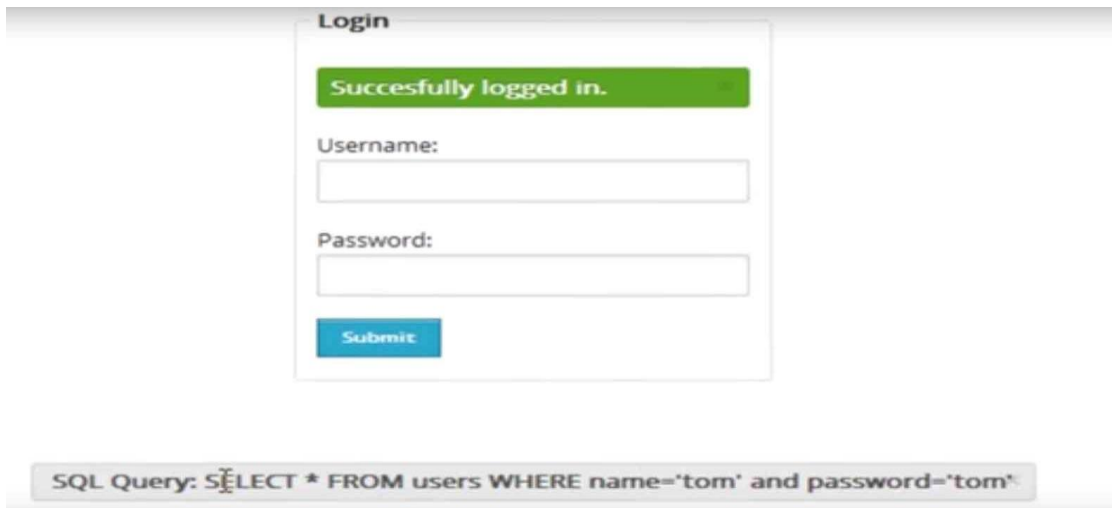 Login
Succesfully logged in.
Username:
Password:
Submit
SQL Query: SELECT * FROM users WHERE name='tom' and password='tom'